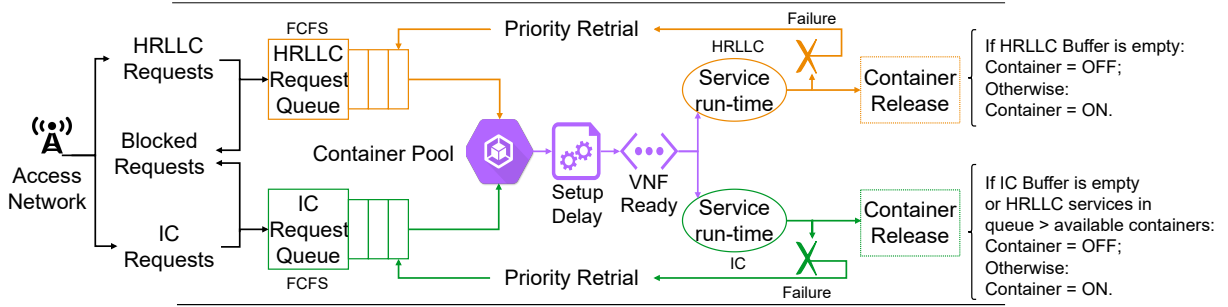 FCFS
HRLLC
Request
Queue
Priority Retrial
Failure
HRLLC
Service
run-time
Container
Release
If HRLLC Buffer is empty:
Container = OFF;
Otherwise:
Container = ON.
HRLLC
Requests
Blocked
Requests
Access
Network
IC
Requests
Container Pool
Setup
Delay
VNF
Ready
IC
Request
Queue
FCFS
Priority Retrial
Service
run-time
IC
Failure
Container
Release
If IC Buffer is empty
or HRLLC services in
queue > available containers:
Container = OFF;
Otherwise:
Container = ON.